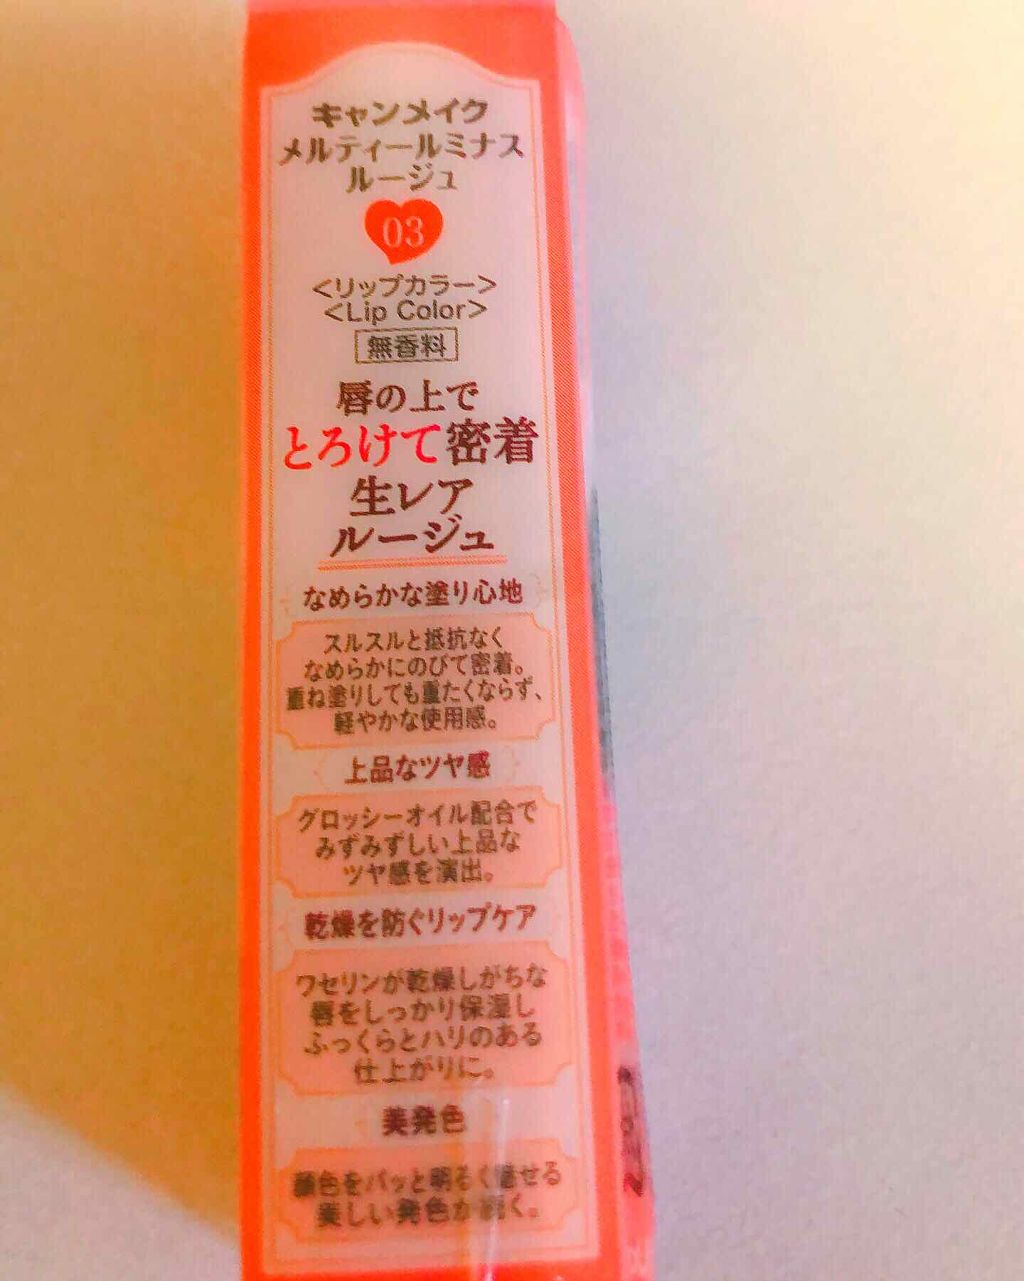 キャンメイク
メルティールミナス
ルージュ
03
<リップカラー>
<Lip Color>
無香料
唇の上で
とろけて密着
生レア
ルージュ
なめらかな塗り心地
スルスルと抵抗なく
なめらかにのびて密着。
重ね塗りしても重たくならず、
軽やかな使用感。
上品なツヤ感
グロッシーオイル配合で
みずみずしい上品な
ツヤ感を演出。
乾燥を防ぐリップケア
ワセリンが乾燥しがちな
唇をしっかり保湿し
ふっくらとハリのある
仕上がりに。
美発色
顔色をパッと明るく魅せる
美しい発色が続く。